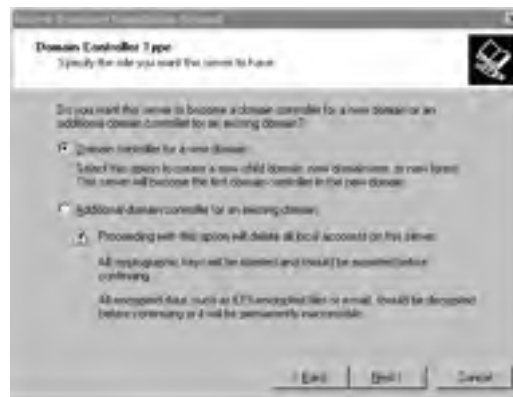 Active Directory Installation Wizard
Domain Controller Type
Specify the role you want this server to have.
Do you want this server to become a domain controller for a new domain or an
additional domain controller for an existing domain?
Domain controller for a new domain
Select this option to create a new child domain, new domain tree, or new forest.
This server will become the first domain controller in the new domain.
Additional domain controller for an existing domain
Proceeding with this option will delete all local accounts on this server.
All cryptographic keys will be deleted and should be exported before
continuing.
All encrypted data, such as EFS-encrypted files or e-mail, should be decrypted
before continuing or it will be permanently inaccessible.
< Back
Next >
Cancel